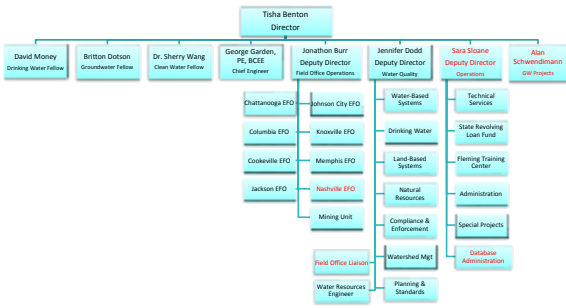 Tisha Benton
Director
David Money
Drinking Water Fellow
Britton Dotson
Groundwater Fellow
Dr. Sherry Wang
Clean Water Fellow
George Garden,
PE, BCEE
Chief Engineer
Jonathon Burr
Deputy Director
Field Office Operations
Jennifer Dodd
Deputy Director
Water Quality
Sara Sloane
Deputy Director
Operations
Alan
Schwendimann
GW Projects
Chattanooga EFO
Johnson City EFO
Columbia EFO
Knoxville EFO
Cookeville EFO
Memphis EFO
Jackson EFO
Nashville EFO
Mining Unit
Water-Based
Systems
Drinking Water
Land-Based
Systems
Natural
Resources
Compliance &
Enforcement
Field Office Liaison
Watershed Mgt
Water Resources
Engineer
Planning &
Standards
Technical
Services
State Revolving
Loan Fund
Fleming Training
Center
Administration
Special Projects
Database
Administration